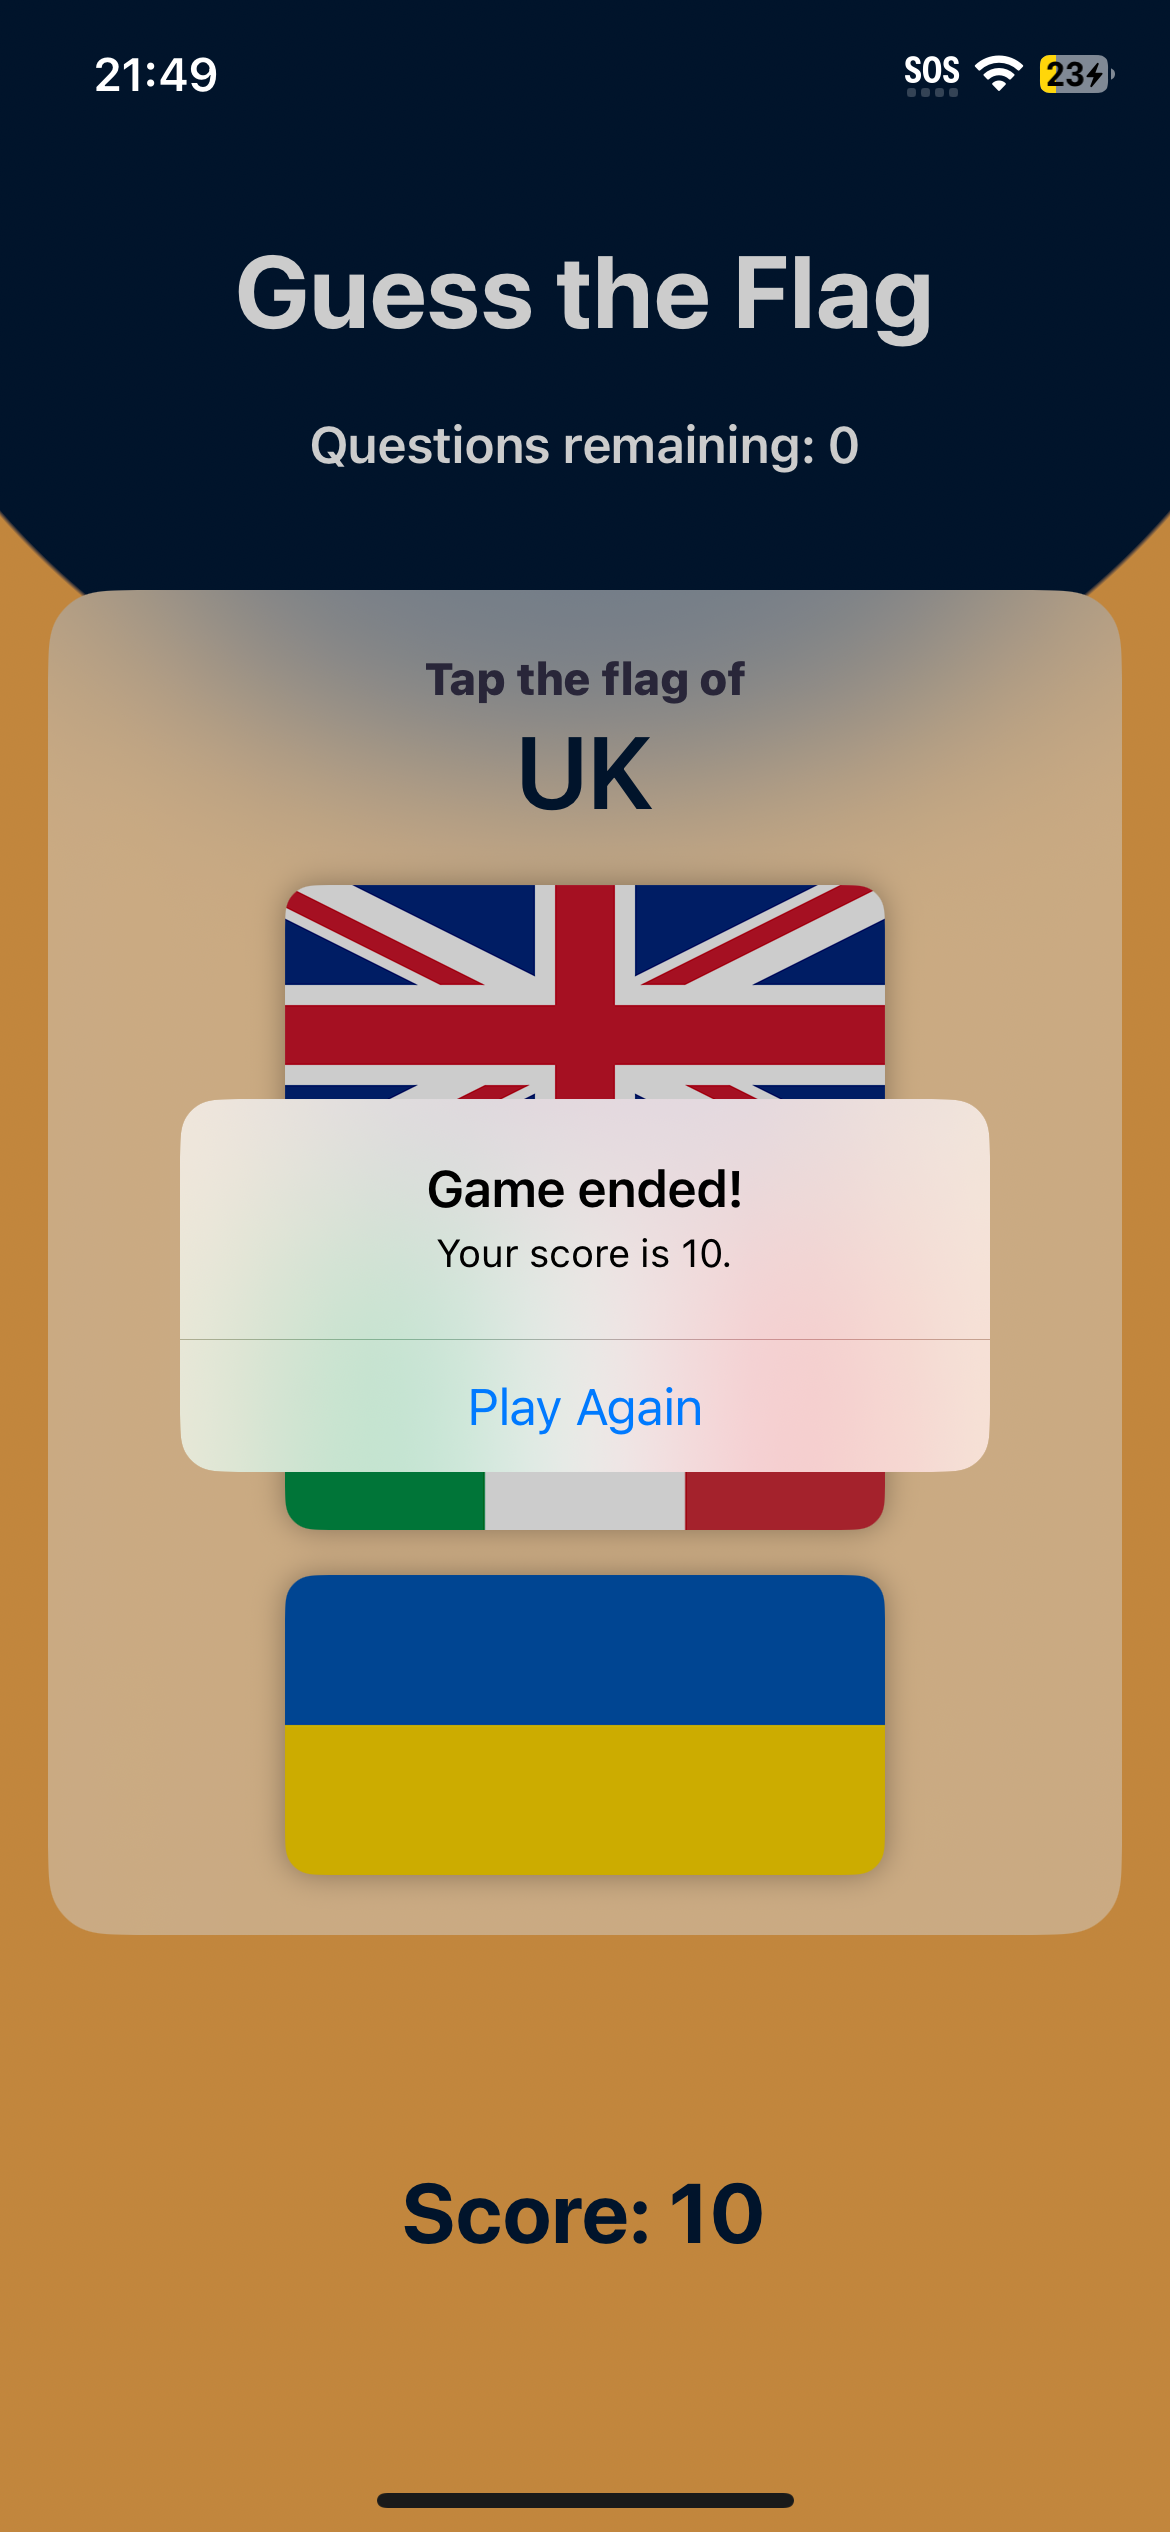 21:49
SOS
23
Guess the Flag
Questions remaining: 0
Tap the flag of
UK
Game ended!
Your score is 10.
Play Again
Score: 10